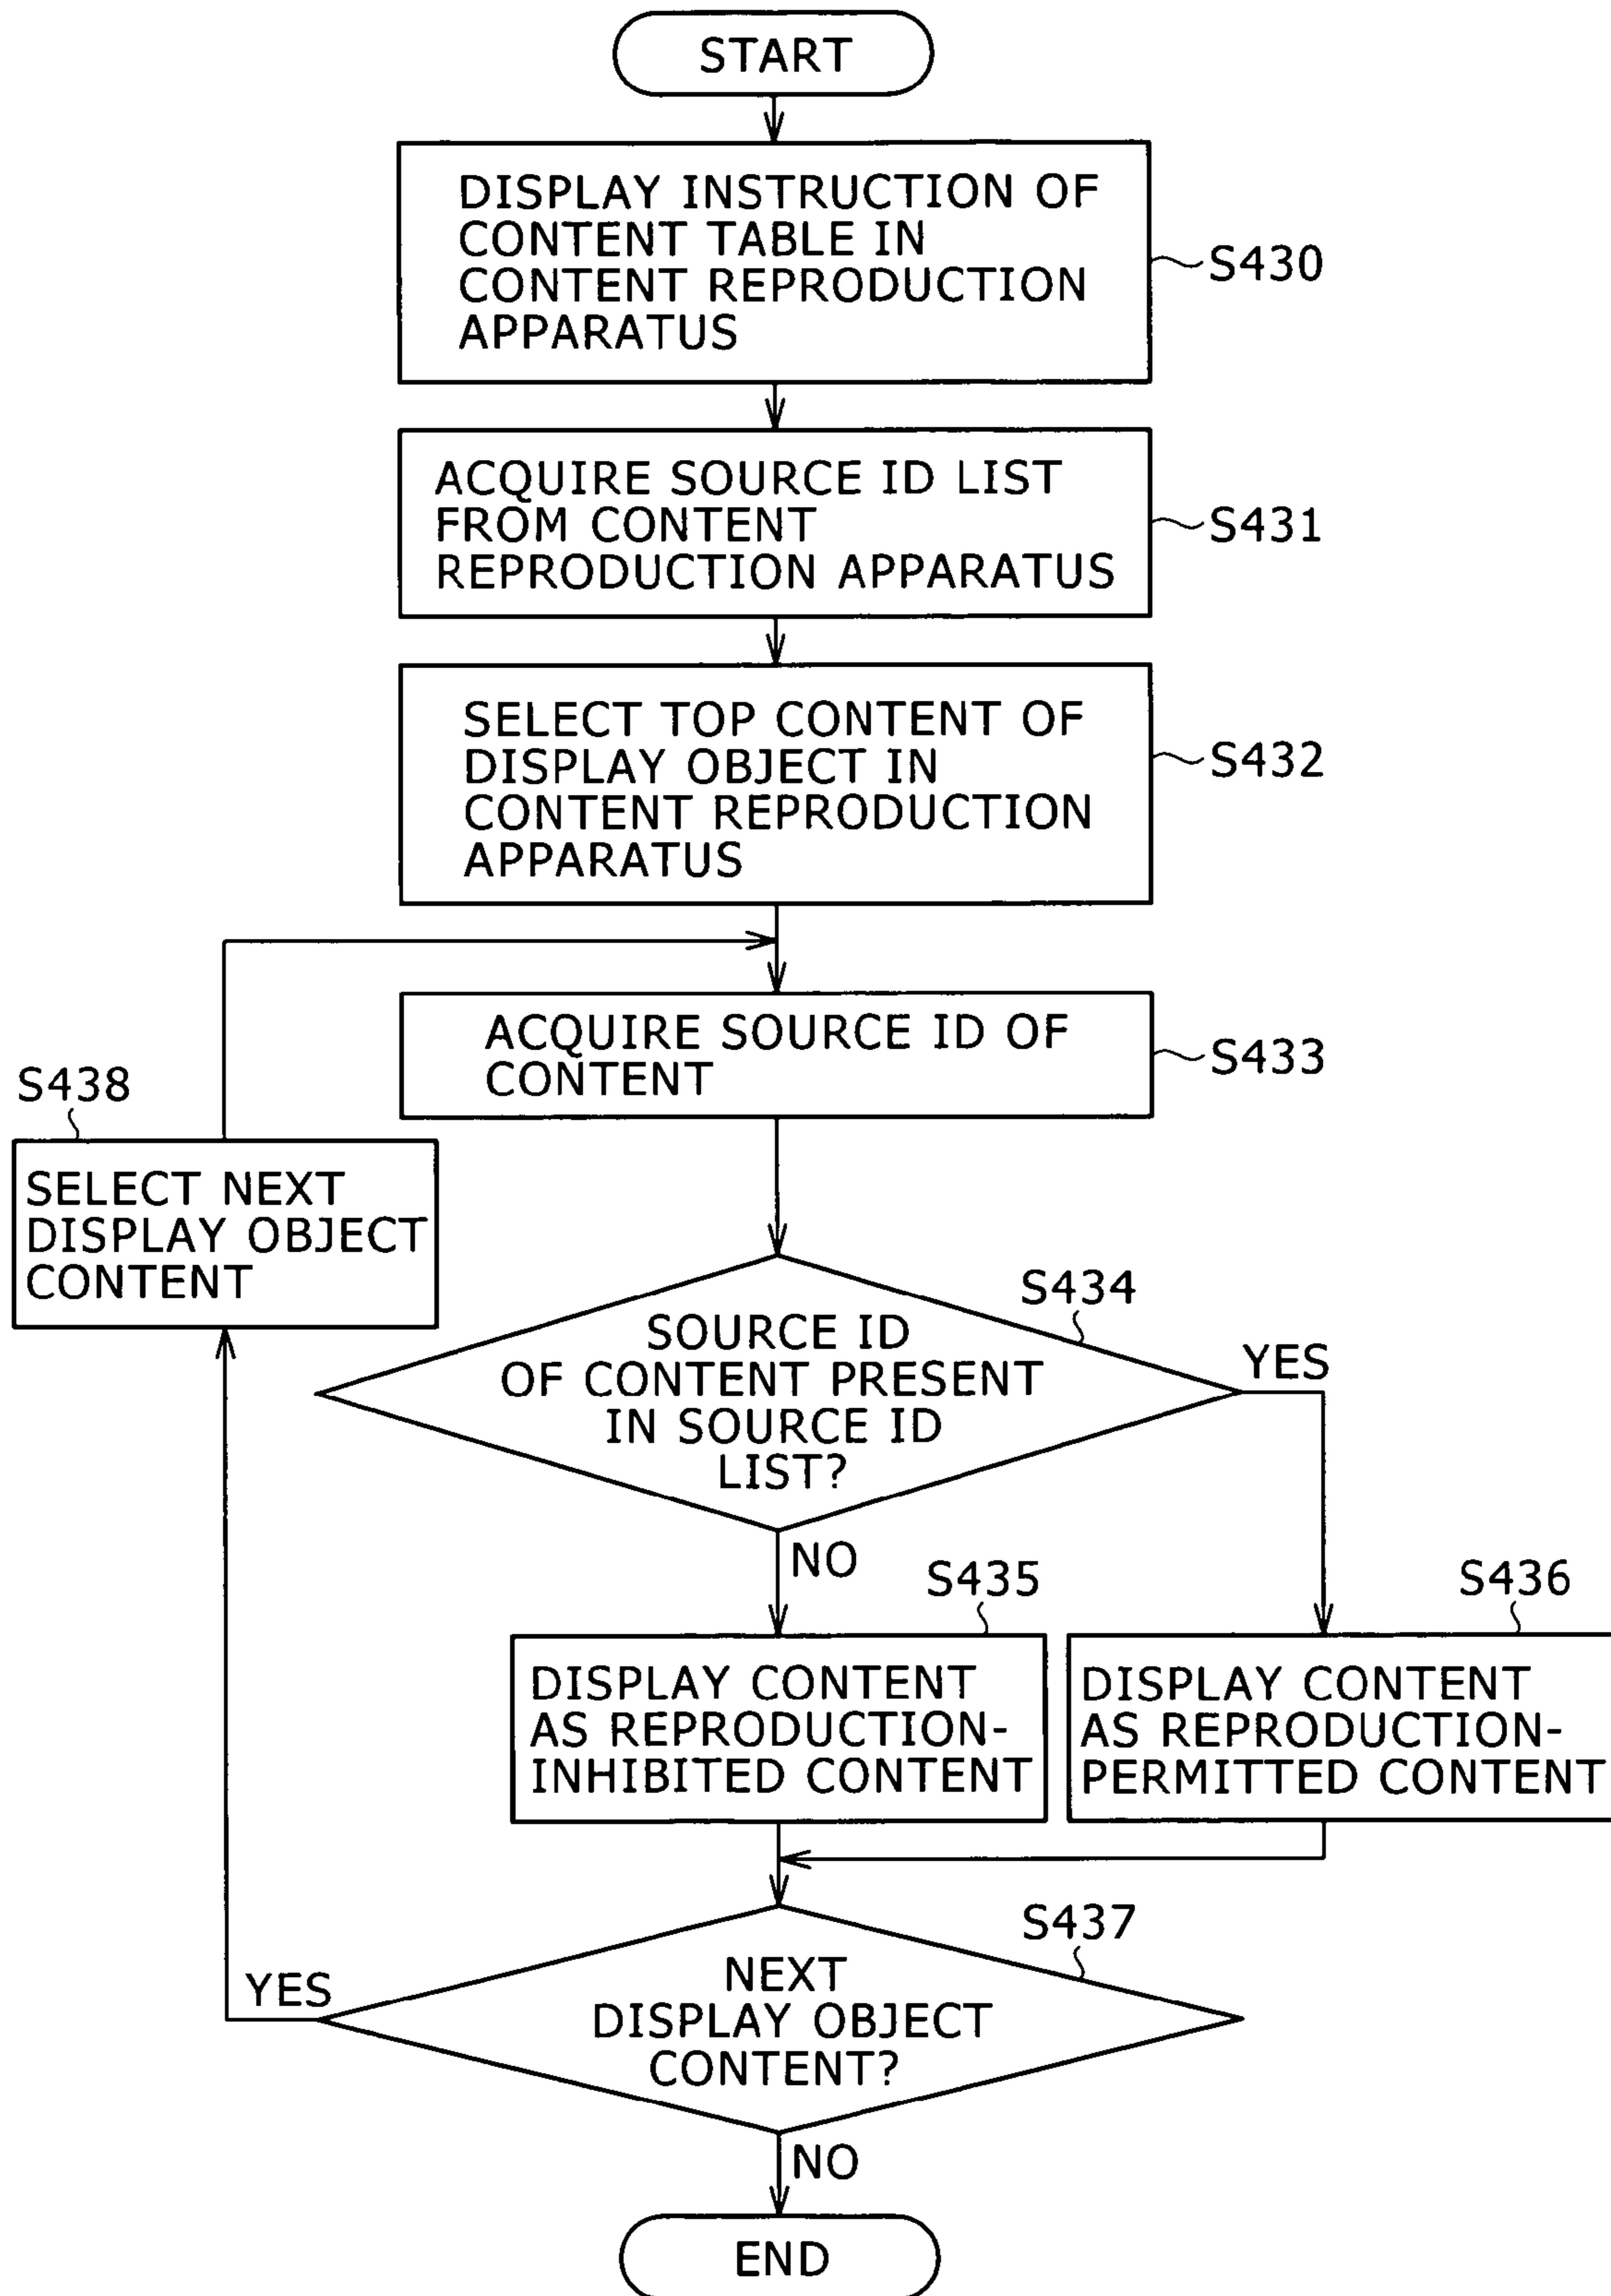 START
DISPLAY INSTRUCTION OF
CONTENT TABLE IN
CONTENT REPRODUCTION
APPARATUS
S430
ACQUIRE SOURCE ID LIST
FROM CONTENT
REPRODUCTION APPARATUS
S431
SELECT TOP CONTENT OF
DISPLAY OBJECT IN
CONTENT REPRODUCTION
APPARATUS
S432
ACQUIRE SOURCE ID OF
CONTENT
S433
S438
SELECT NEXT
DISPLAY OBJECT
CONTENT
S434
SOURCE ID
OF CONTENT PRESENT
IN SOURCE ID
LIST?
YES
NO
S435
DISPLAY CONTENT
AS REPRODUCTION-
INHIBITED CONTENT
S436
DISPLAY CONTENT
AS REPRODUCTION-
PERMITTED CONTENT
S437
NEXT
DISPLAY OBJECT
CONTENT?
YES
NO
END